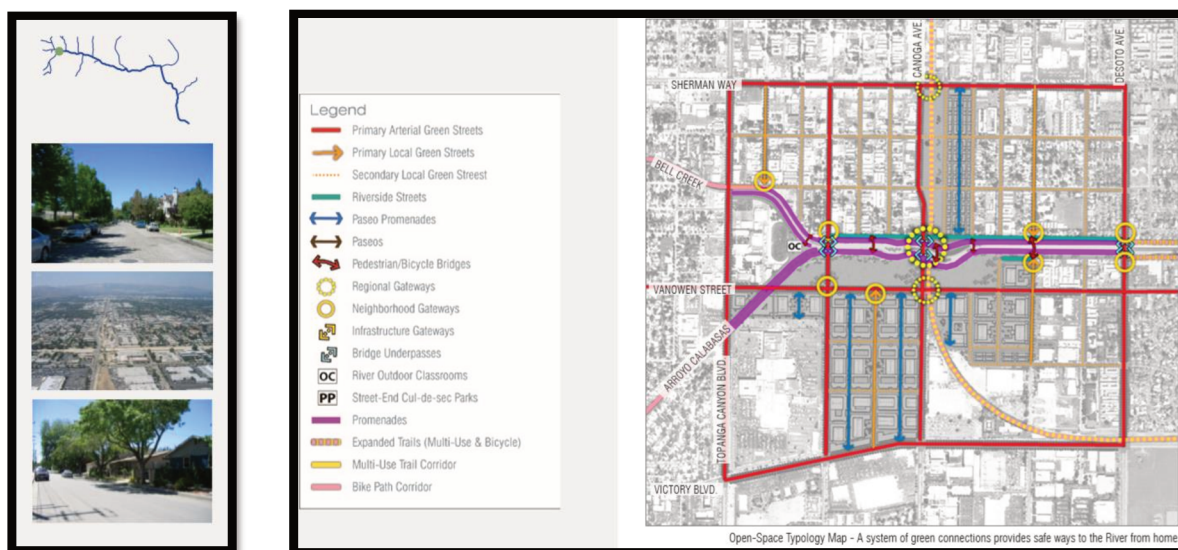 Legend
Primary Arterial Green Streets
Primary Local Green Streets
Secondary Local Green Streest
Riverside Streets
Paseo Promenades
Paseos
Pedestrian/Bicycle Bridges
Regional Gateways
Neighborhood Gateways
Infrastructure Gateways
Bridge Underpasses
OC River Outdoor Classrooms
PP Street-End Cul-de-sec Parks
Promenades
Expanded Trails (Multi-Use & Bicycle)
Multi-Use Trail Corridor
Bike Path Corridor
CANOGA AVE.
DESOTO AVE.
SHERMAN WAY
BELL CREEK
OC
VANOWEN STREET
ARROYO CALABASAS
TOPANGA CANYON BLVD.
VICTORY BLVD.
Open-Space Typology Map - A system of green connections provides safe ways to the River from home